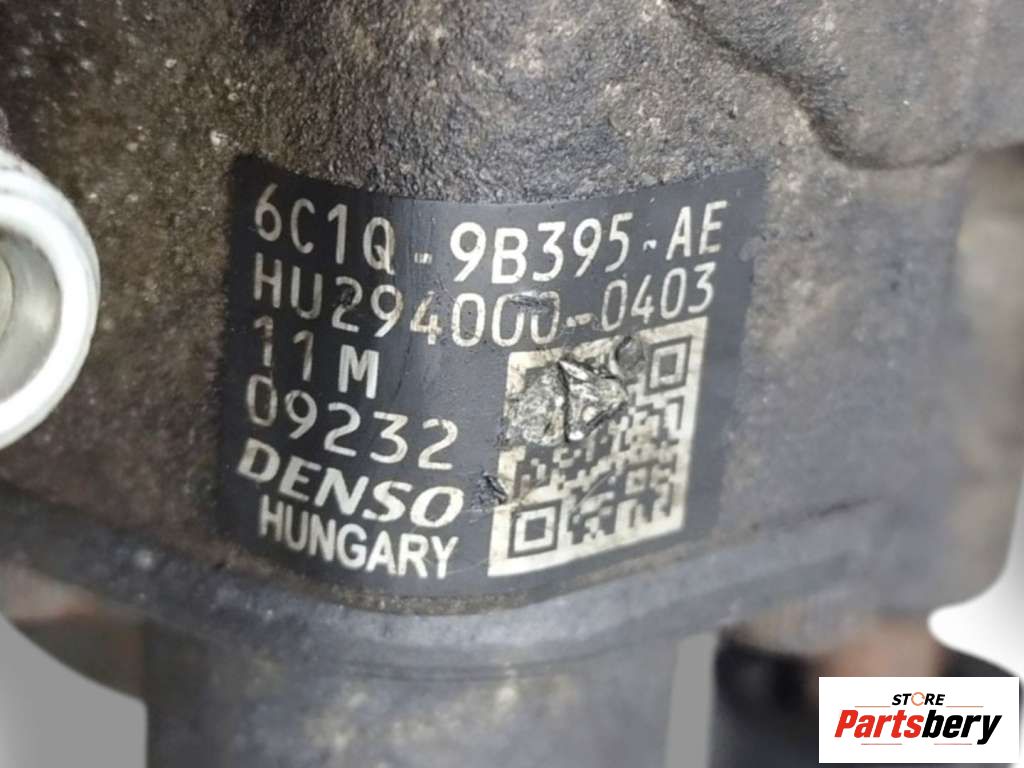 6C1Q-9B395-AE
HU294000-0403
11M
09232
DENSO
HUNGARY
STORE
Partsbery